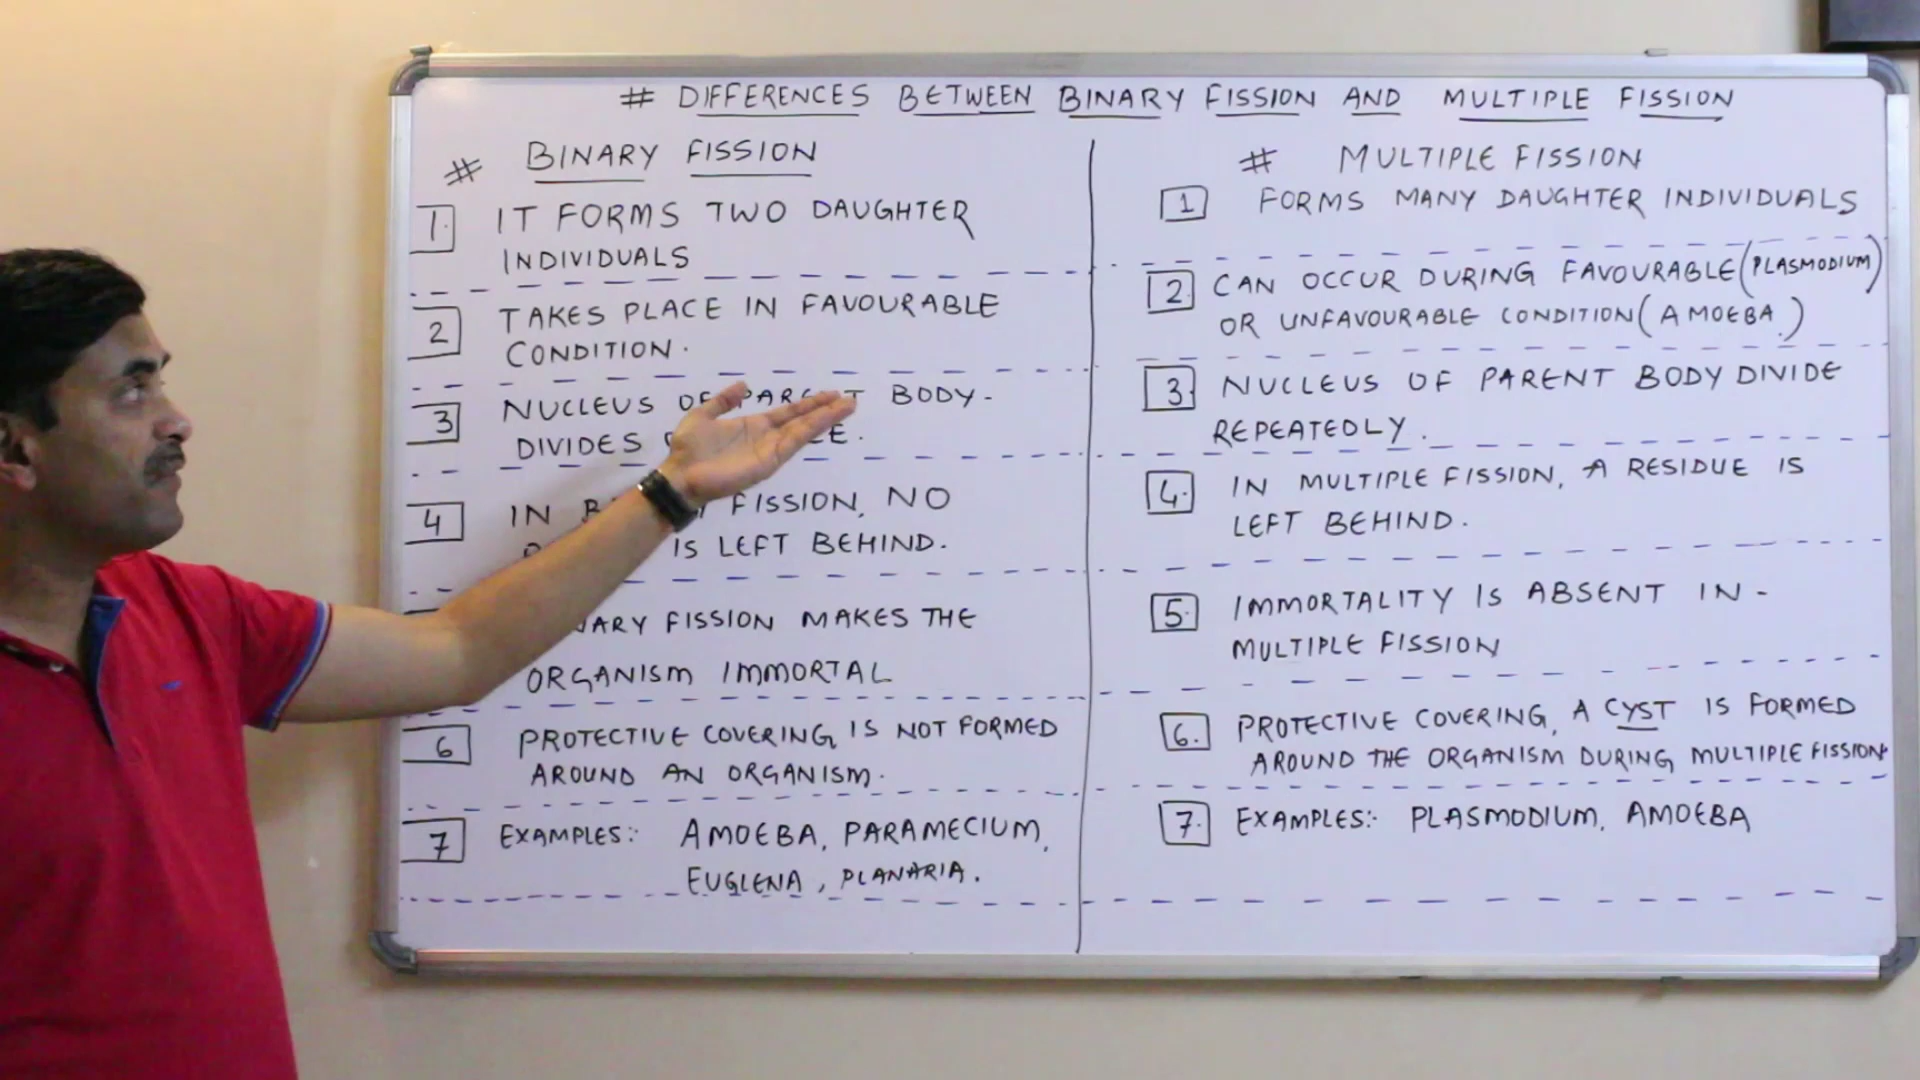 # DIFFERENCES BETWEEN BINARY FISSION AND MULTIPLE FISSION
# BINARY FISSION
1. IT FORMS TWO DAUGHTER
INDIVIDUALS
2 TAKES PLACE IN FAVOURABLE
CONDITION.
3 NUCLEUS OF PARENT BODY-
DIVIDES
4 IN FISSION, NO
IS LEFT BEHIND.
FISSION MAKES THE
ORGANISM IMMORTAL
6 PROTECTIVE COVERING IS NOT FORMED
AROUND AN ORGANISM.
7 EXAMPLES:- AMOEBA, PARAMECIUM,
EUGLENA, PLANARIA.
# MULTIPLE FISSION
1 FORMS MANY DAUGHTER INDIVIDUALS
2. CAN OCCUR DURING FAVOURABLE (PLASMODIUM)
OR UNFAVOURABLE CONDITION (AMOEBA.)
3. NUCLEUS OF PARENT BODY DIVIDE
REPEATEDLY.
4. IN MULTIPLE FISSION, A RESIDUE IS
LEFT BEHIND.
5. IMMORTALITY IS ABSENT IN -
MULTIPLE FISSION
6. PROTECTIVE COVERING, A CYST IS FORMED
AROUND THE ORGANISM DURING MULTIPLE FISSION.
7. EXAMPLES:- PLASMODIUM, AMOEBA